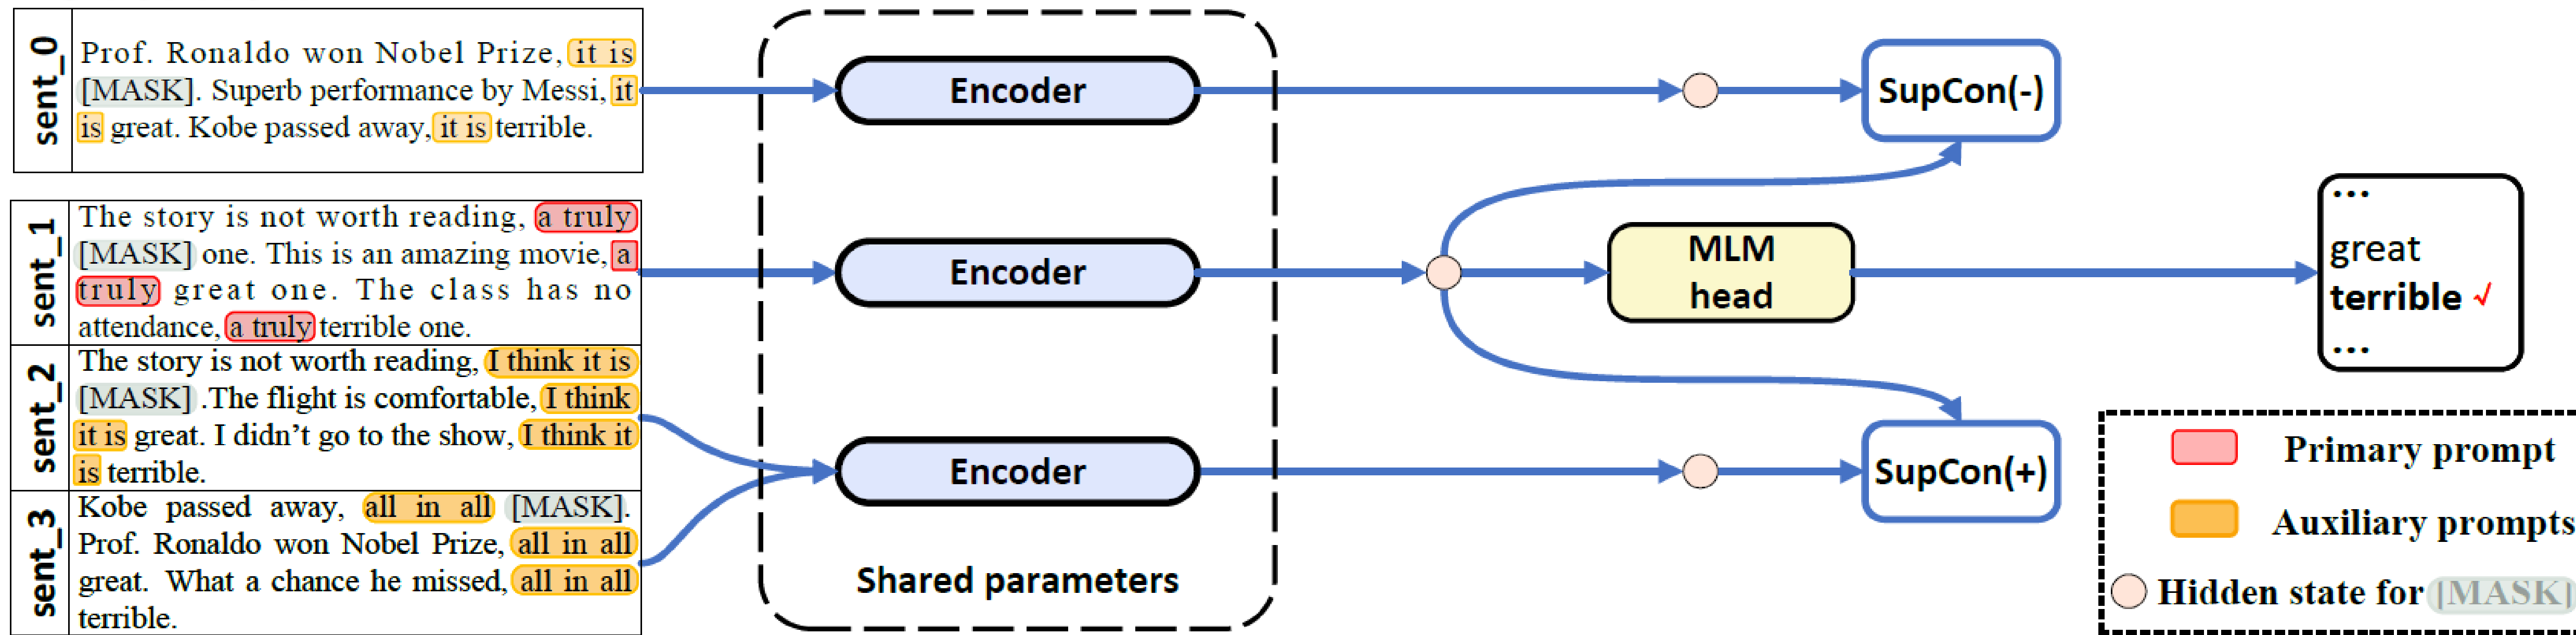 sent_0
Prof. Ronaldo won Nobel Prize, it is
[MASK]. Superb performance by Messi, it
is great. Kobe passed away, it is terrible.
sent_1
The story is not worth reading, a truly
[MASK] one. This is an amazing movie, a
truly great one. The class has no
attendance, a truly terrible one.
sent_2
The story is not worth reading, I think it is
[MASK] .The flight is comfortable, I think
it is great. I didn't go to the show, I think it
is terrible.
sent_3
Kobe passed away, all in all [MASK].
Prof. Ronaldo won Nobel Prize, all in all
great. What a chance he missed, all in all
terrible.
Encoder
Encoder
Encoder
Shared parameters
SupCon(-)
MLM
head
SupCon(+)
...
great
terrible ✓
...
Primary prompt
Auxiliary prompts
Hidden state for [MASK]